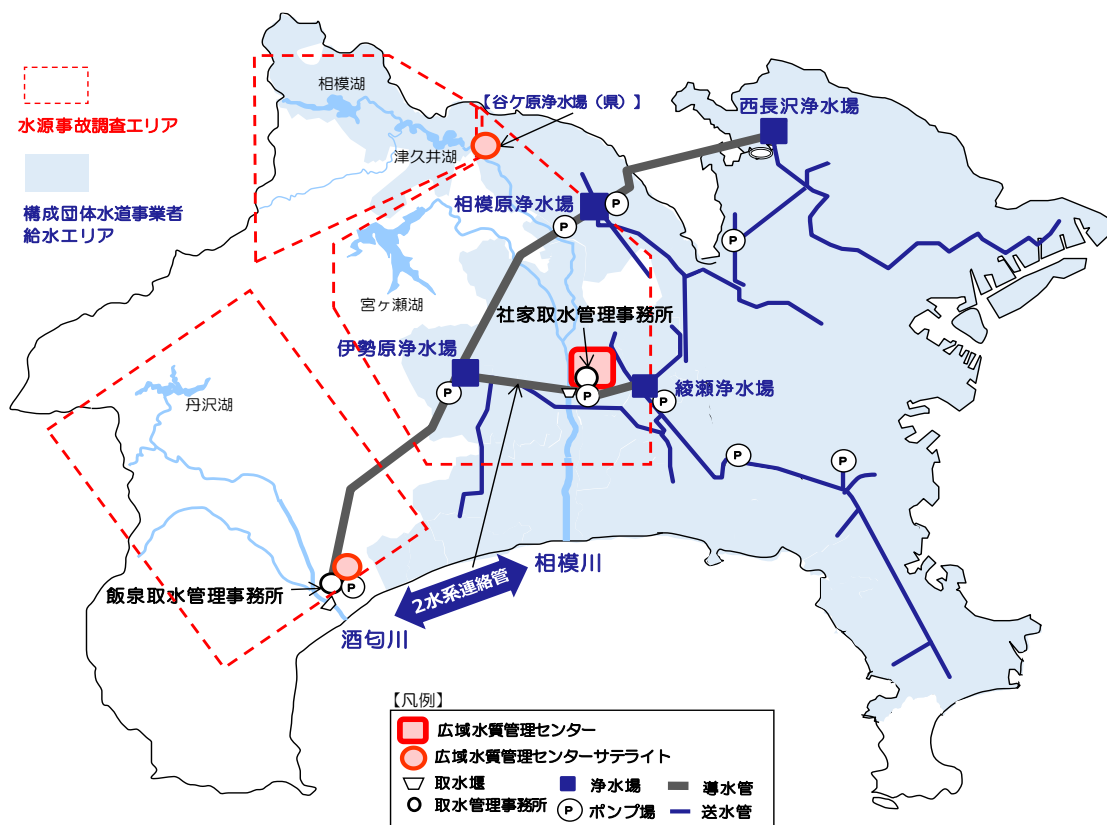 相模湖
【谷ケ原浄水場（県）】
西長沢浄水場
水源事故調査エリア
津久井湖
構成団体水道事業者
給水エリア
相模原浄水場
P
P
P
宮ヶ瀬湖
社家取水管理事務所
伊勢原浄水場
綾瀬浄水場
P
P
P
丹沢湖
P
P
飯泉取水管理事務所
P
2水系連絡管
相模川
酒匂川
【凡例】
広域水質管理センター
広域水質管理センターサテライト
取水堰
浄水場
導水管
取水管理事務所
P ポンプ場
送水管